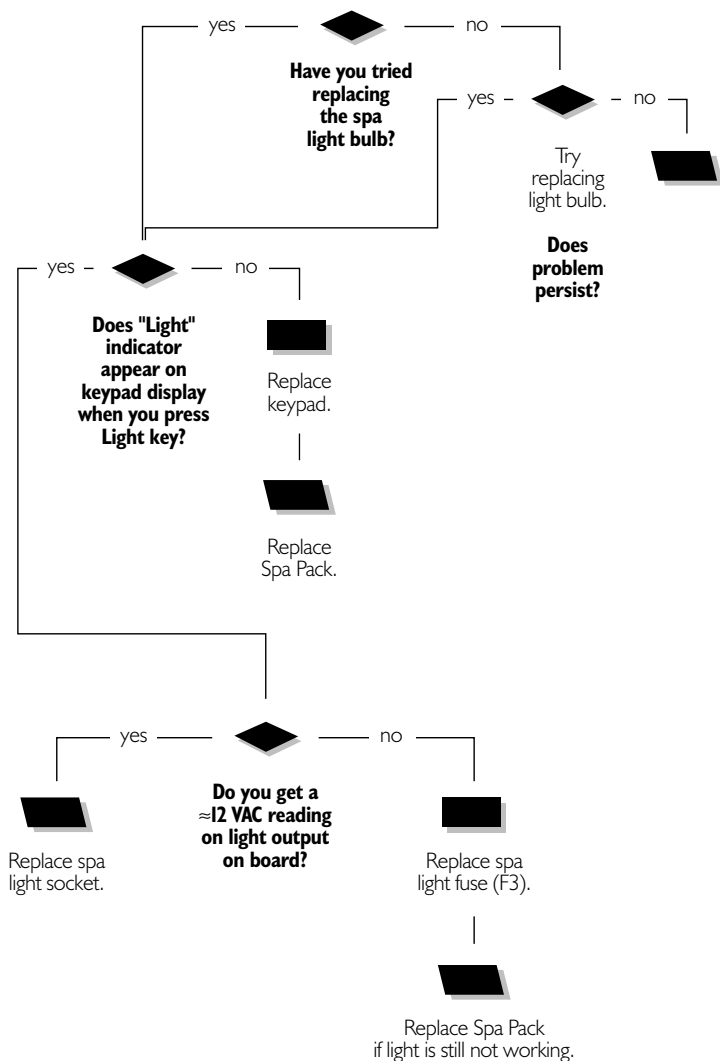 yes
no
Have you tried
replacing
the spa
light bulb?
yes
no
Try
replacing
light bulb.
Does
problem
persist?
yes
no
Does "Light"
indicator
appear on
keypad display
when you press
Light key?
Replace
keypad.
Replace
Spa Pack.
yes
no
Do you get a
≈12 VAC reading
on light output
on board?
Replace spa
light socket.
Replace spa
light fuse (F3).
Replace Spa Pack
if light is still not working.